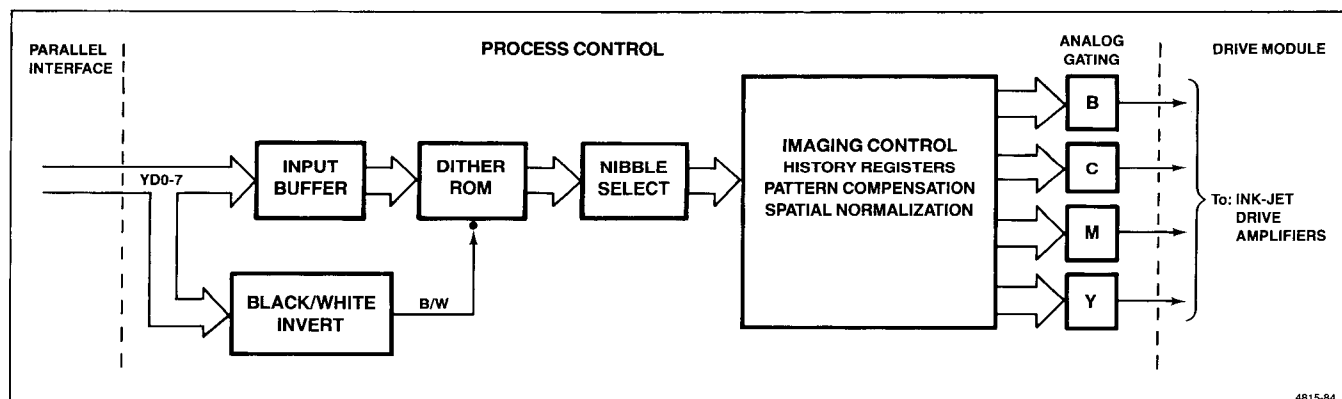 PARALLEL
INTERFACE
PROCESS CONTROL
ANALOG
GATING
DRIVE MODULE
YD0-7
INPUT
BUFFER
DITHER
ROM
NIBBLE
SELECT
BLACK/WHITE
INVERT
B/W
IMAGING CONTROL
HISTORY REGISTERS
PATTERN COMPENSATION
SPATIAL NORMALIZATION
B
C
M
Y
To: INK-JET
DRIVE
AMPLIFIERS
4815-84